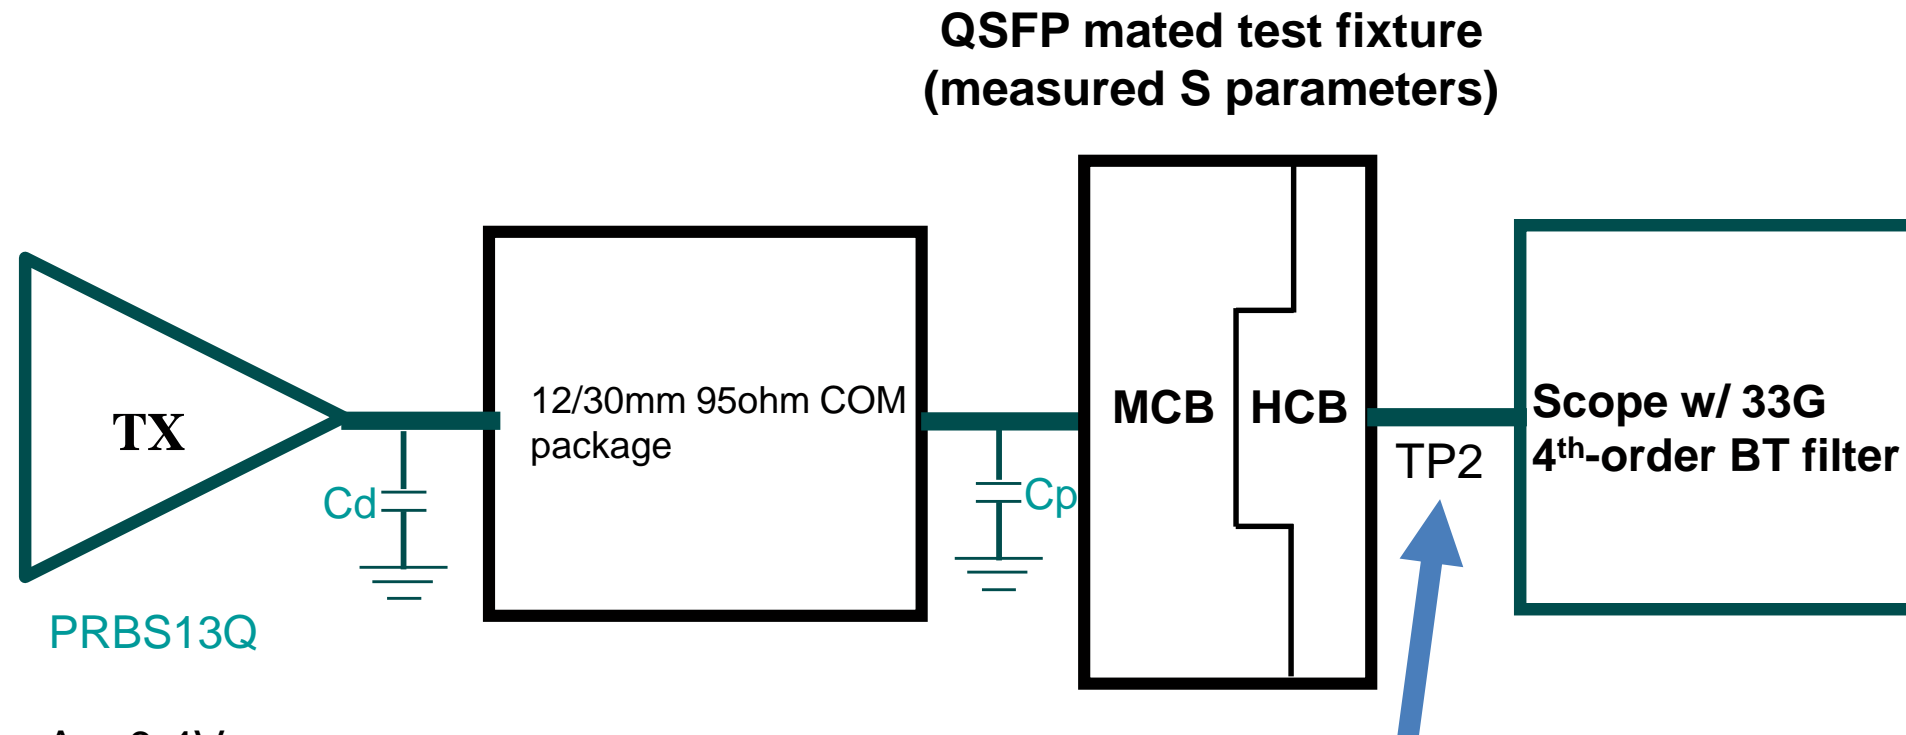 QSFP mated test fixture
(measured S parameters)
TX
Cd
12/30mm 95ohm COM
package
Cp
MCB
HCB
TP2
Scope w/ 33G
4th-order BT filter
PRBS13Q